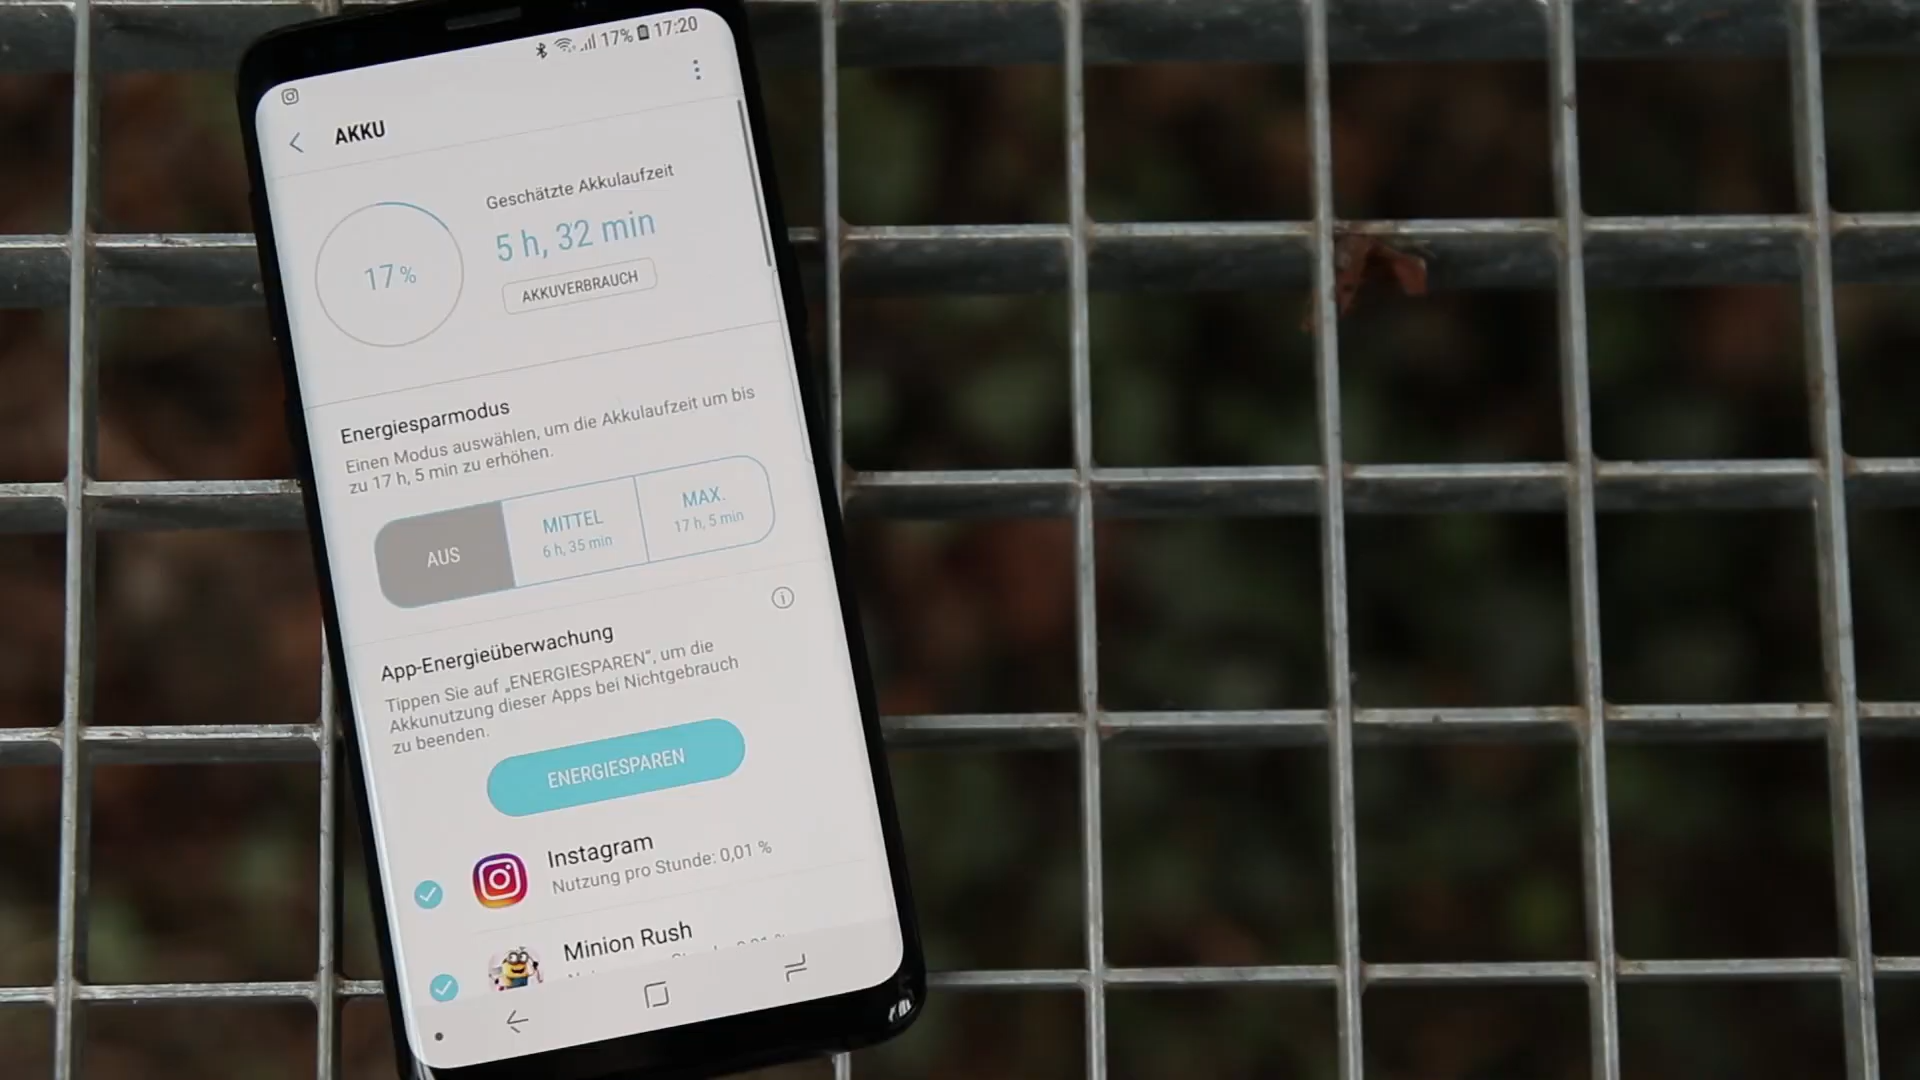 17% 17:20
AKKU
Geschätzte Akkulaufzeit
5 h, 32 min
17 %
AKKUVERBRAUCH
Energiesparmodus
Einen Modus auswählen, um die Akkulaufzeit um bis
zu 17 h, 5 min zu erhöhen.
AUS
MITTEL
6 h, 35 min
MAX.
17 h, 5 min
App-Energieüberwachung
Tippen Sie auf „ENERGIESPAREN“, um die
Akkunutzung dieser Apps bei Nichtgebrauch
zu beenden.
ENERGIESPAREN
Instagram
Nutzung pro Stunde: 0,01 %
Minion Rush